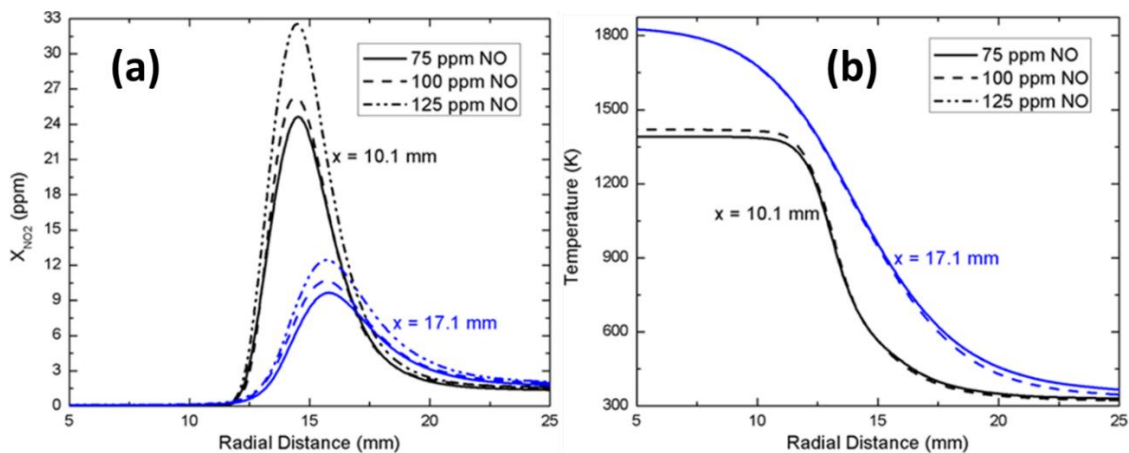 (a)
33
30
27
24
21
18
15
12
9
6
3
0
X_NO2 (ppm)
75 ppm NO
100 ppm NO
125 ppm NO
x = 10.1 mm
x = 17.1 mm
5 10 15 20 25
Radial Distance (mm)
(b)
1800
1500
1200
900
600
300
Temperature (K)
75 ppm NO
100 ppm NO
125 ppm NO
x = 10.1 mm
x = 17.1 mm
5 10 15 20 25
Radial Distance (mm)